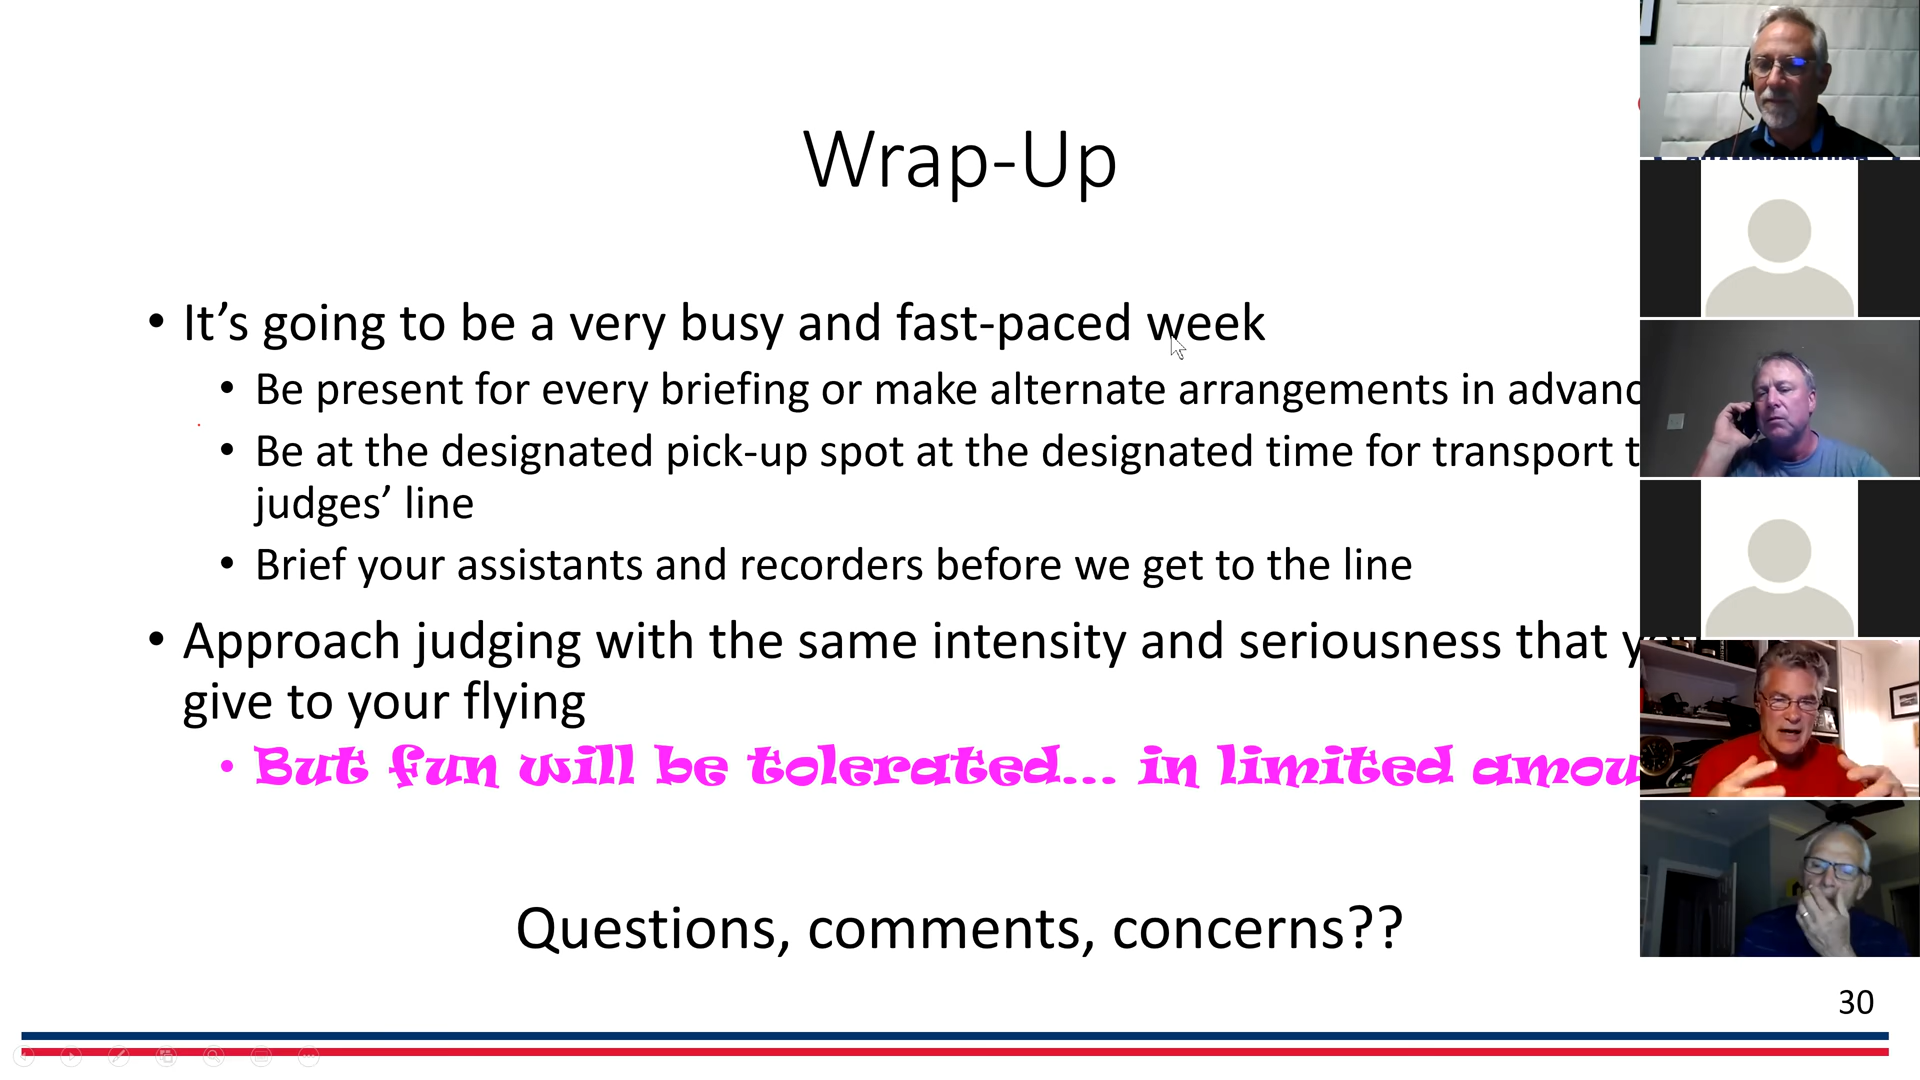 Wrap-Up
• It’s going to be a very busy and fast-paced week
• Be present for every briefing or make alternate arrangements in
• Be at the designated pick-up spot at the designated time for transport
judges’ line
• Brief your assistants and recorders before we get to the line
• Approach judging with the same intensity and seriousness that
give to your flying
• But fun will be tolerated... in limited
Questions, comments, concerns??
30